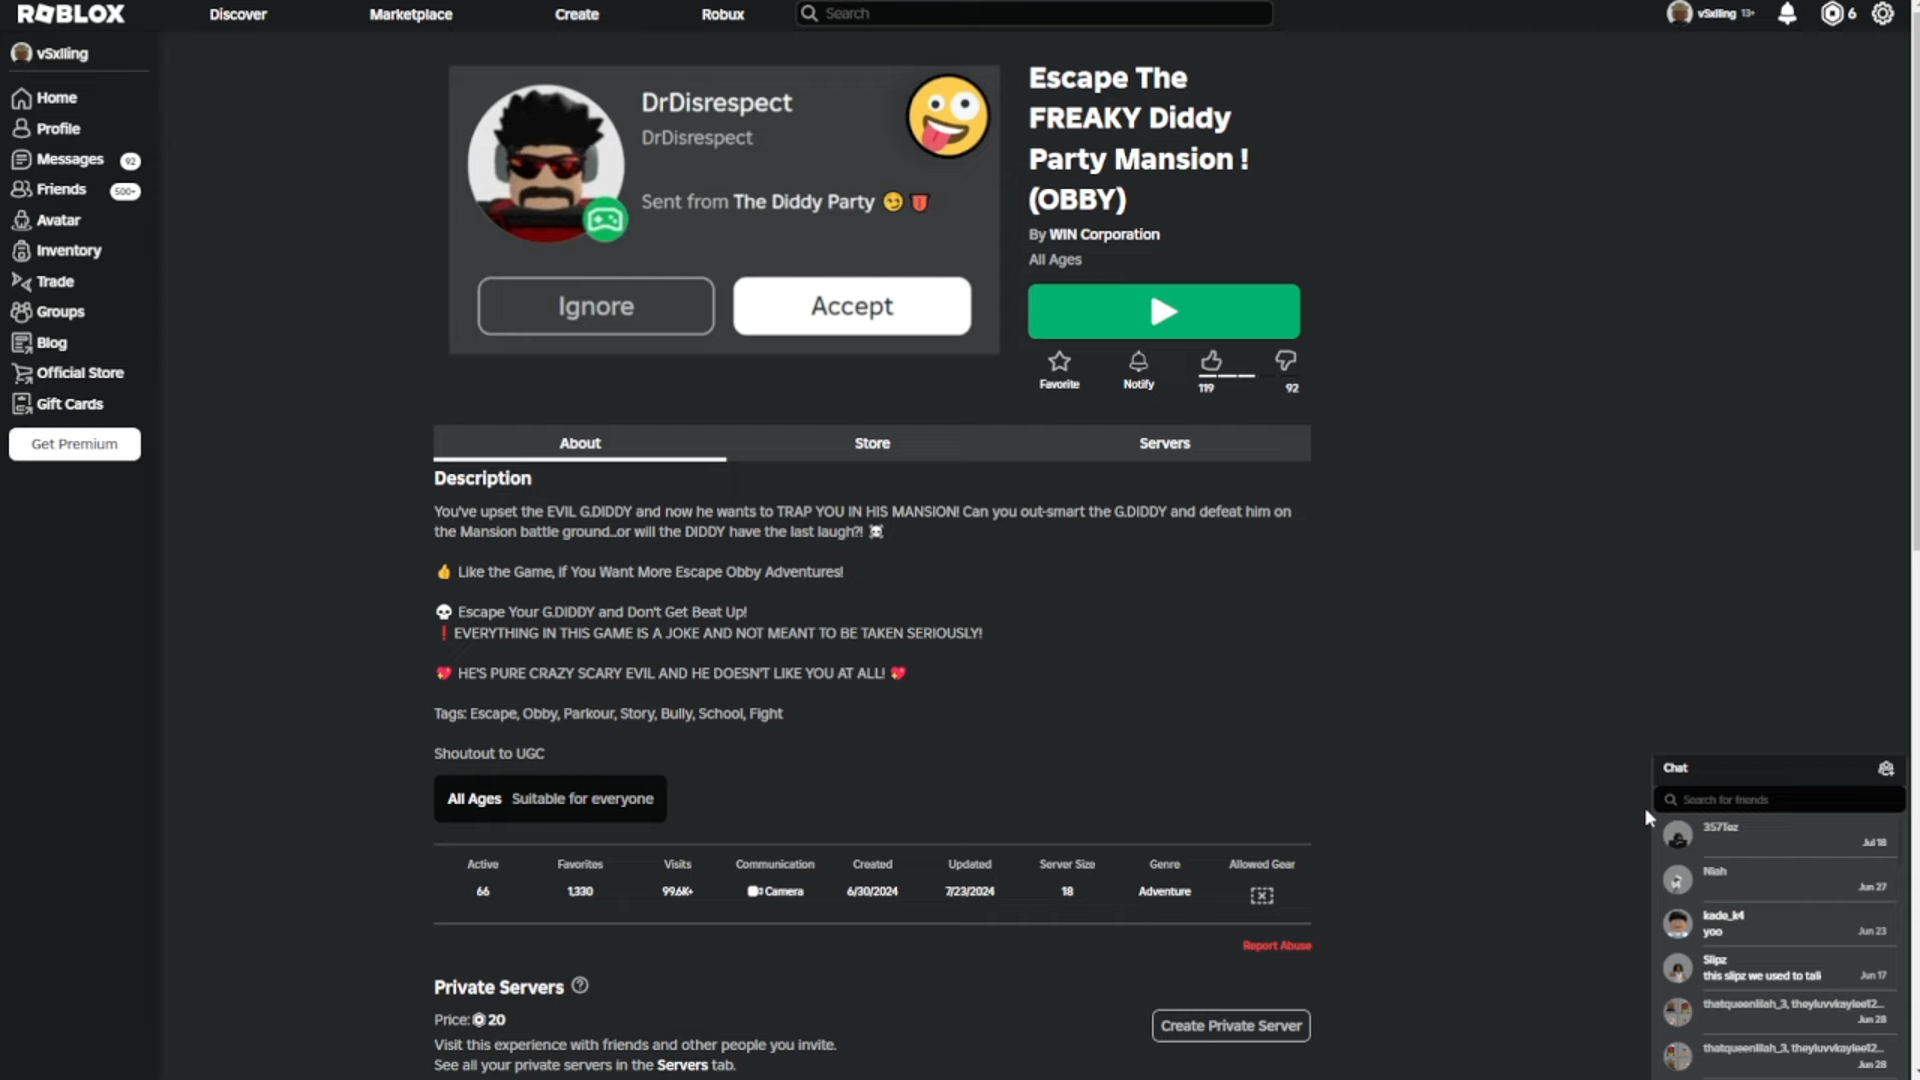 ROBLOX
Discover
Marketplace
Create
Robux
Search
vSxlling 13+
6
vSxlling
Home
Profile
Messages 92
Friends 500+
Avatar
Inventory
Trade
Groups
Blog
Official Store
Gift Cards
Get Premium
DrDisrespect
DrDisrespect
Sent from The Diddy Party 😏👅
Ignore
Accept
Escape The
FREAKY Diddy
Party Mansion !
(OBBY)
By WIN Corporation
All Ages
Favorite
Notify
119
92
About
Store
Servers
Description
You've upset the EVIL G.DIDDY and now he wants to TRAP YOU IN HIS MANSION! Can you out-smart the G.DIDDY and defeat him on
the Mansion battle ground...or will the DIDDY have the last laugh?! ☠️
👍 Like the Game, if You Want More Escape Obby Adventures!
💀 Escape Your G.DIDDY and Don't Get Beat Up!
❗ EVERYTHING IN THIS GAME IS A JOKE AND NOT MEANT TO BE TAKEN SERIOUSLY!
💖 HE'S PURE CRAZY SCARY EVIL AND HE DOESN'T LIKE YOU AT ALL! 💖
Tags: Escape, Obby, Parkour, Story, Bully, School, Fight
Shoutout to UGC
All Ages Suitable for everyone
Active
Favorites
Visits
Communication
Created
Updated
Server Size
Genre
Allowed Gear
66
1,330
99.6K+
Camera
6/30/2024
7/23/2024
18
Adventure
Report Abuse
Private Servers
Price: 20
Visit this experience with friends and other people you invite.
See all your private servers in the Servers tab.
Create Private Server
Chat
Search for friends
357Tez
Jul 18
Niah
Jun 27
kade_k4
yoo
Jun 23
Slipz
this slipz we used to talk
Jun 17
thatqueenlilah_3, theyluvvkaylee12...
Jun 28
thatqueenlilah_3, theyluvvkaylee12...
Jun 28